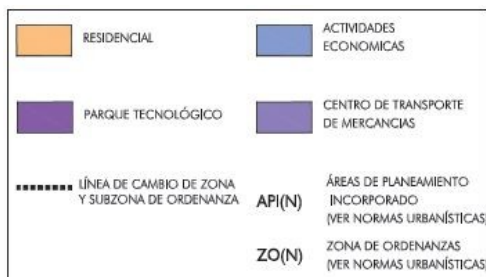 RESIDENCIAL
ACTIVIDADES
ECONOMICAS
PARQUE TECNOLÓGICO
CENTRO DE TRANSPORTE
DE MERCANCIAS
LÍNEA DE CAMBIO DE ZONA
Y SUBZONA DE ORDENANZA
API(N)
ÁREAS DE PLANEAMIENTO
INCORPORADO
(VER NORMAS URBANÍSTICAS)
ZO(N)
ZONA DE ORDENANZAS
(VER NORMAS URBANÍSTICAS)